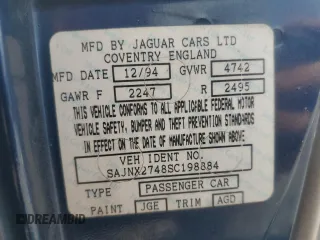 MFD BY JAGUAR CARS LTD
COVENTRY ENGLAND
MFD DATE 12/94 GVWR 4742
GAWR F 2247 R 2495
THIS VEHICLE CONFORMS TO ALL APPLICABLE FEDERAL MOTOR
VEHICLE SAFETY, BUMPER AND THEFT PREVENTION STANDARDS
IN EFFECT ON THE DATE OF MANUFACTURE SHOWN ABOVE.
VEH IDENT NO.
SAJNX2748SC198884
TYPE PASSENGER CAR
PAINT JGE TRIM AGD
DREAMBID